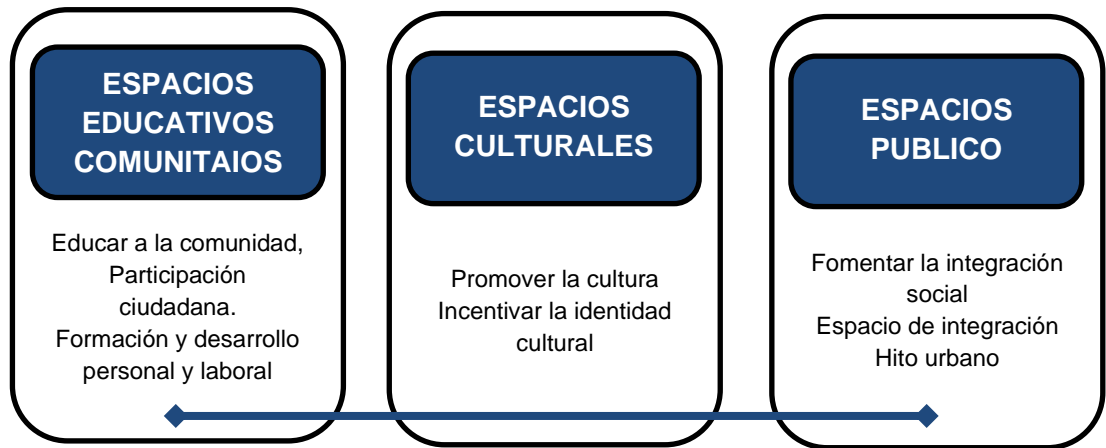 ESPACIOS
EDUCATIVOS
COMUNITAIOS
Educar a la comunidad,
Participación
ciudadana.
Formación y desarrollo
personal y laboral
ESPACIOS
CULTURALES
Promover la cultura
Incentivar la identidad
cultural
ESPACIOS
PUBLICO
Fomentar la integración
social
Espacio de integración
Hito urbano